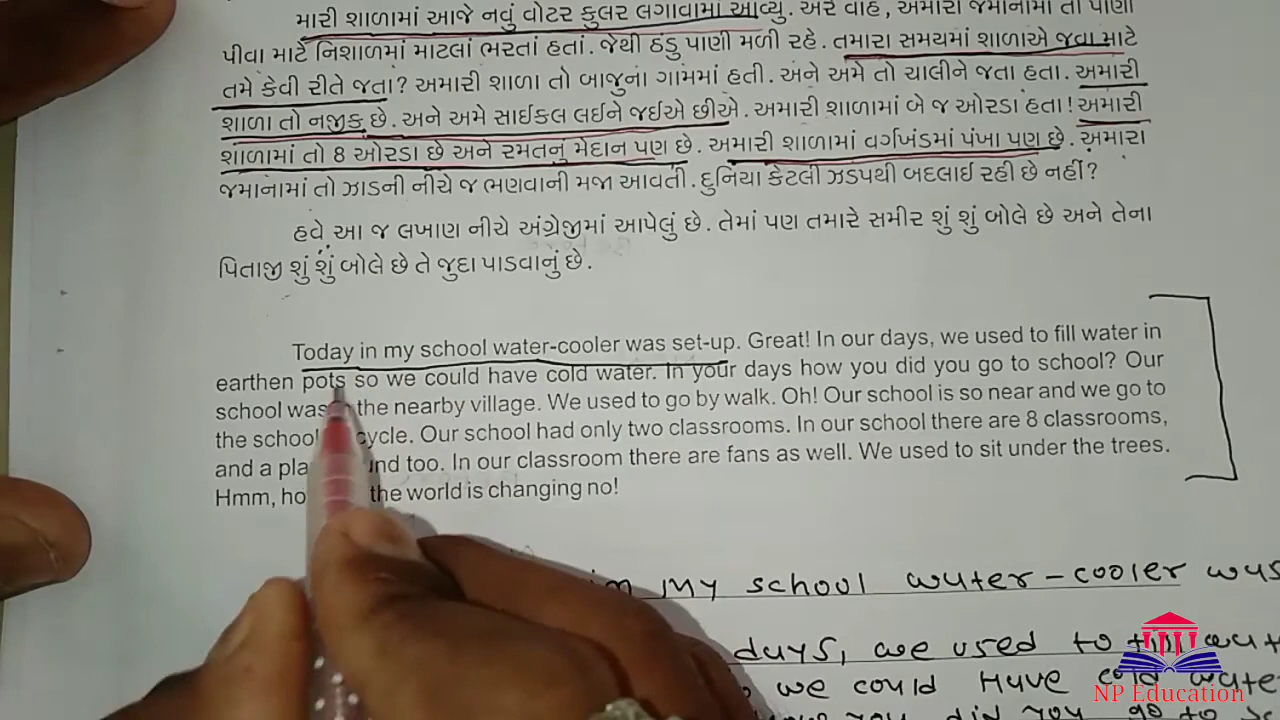 મારી શાળામાં આજે નવું વોટર કુલર લગાવામાં આવ્યુ. અરે વાહ, અમારા જમાનામાં તો પાણી
પીવા માટે નિશાળમાં માટલાં ભરતાં હતાં. જેથી ઠંડુ પાણી મળી રહે. તમારા સમયમાં શાળાએ જવા માટે
તમે કેવી રીતે જતા? અમારી શાળા તો બાજુના ગામમાં હતી. અને અમે તો ચાલીને જતા હતા. અમારી
શાળા તો નજીક છે. અને અમે સાઈકલ લઈને જઈએ છીએ. અમારી શાળામાં બે જ ઓરડા હતા! અમારી
શાળામાં તો 8 ઓરડા છે અને રમતનું મેદાન પણ છે. અમારી શાળામાં વર્ગખંડમાં પંખા પણ છે. અમારા
જમાનામાં તો ઝાડની નીચે જ ભણવાની મજા આવતી. દુનિયા કેટલી ઝડપથી બદલાઈ રહી છે નહીં?
હવે આ જ લખાણ નીચે અંગ્રેજીમાં આપેલું છે. તેમાં પણ તમારે સમીર શું શું બોલે છે અને તેના
પિતાજી શું શું બોલે છે તે જુદા પાડવાનું છે.
Today in my school water-cooler was set-up. Great! In our days, we used to fill water in
earthen pots so we could have cold water. In your days how you did you go to school? Our
school was the nearby village. We used to go by walk. Oh! Our school is so near and we go to
the school cycle. Our school had only two classrooms. In our school there are 8 classrooms,
and a too. In our classroom there are fans as well. We used to sit under the trees.
Hmm, the world is changing no!
in my school water-cooler was
days, we used to fill
we could Have cold water
you did you go to
NP Education